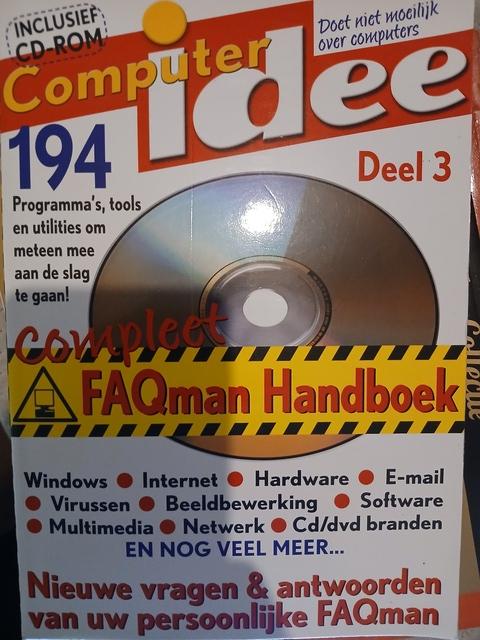 INCLUSIEF
CD-ROM
Doet niet moeilijk
over computers
Computer
idee
194
Deel 3
Programma's, tools
en utilities om
meteen mee
aan de slag
te gaan!
compleet
FAQman Handboek
Windows ● Internet ● Hardware ● E-mail
● Virussen ● Beeldbewerking ● Software
● Multimedia ● Netwerk ● Cd/dvd branden
EN NOG VEEL MEER...
Nieuwe vragen & antwoorden
van uw persoonlijke FAQman